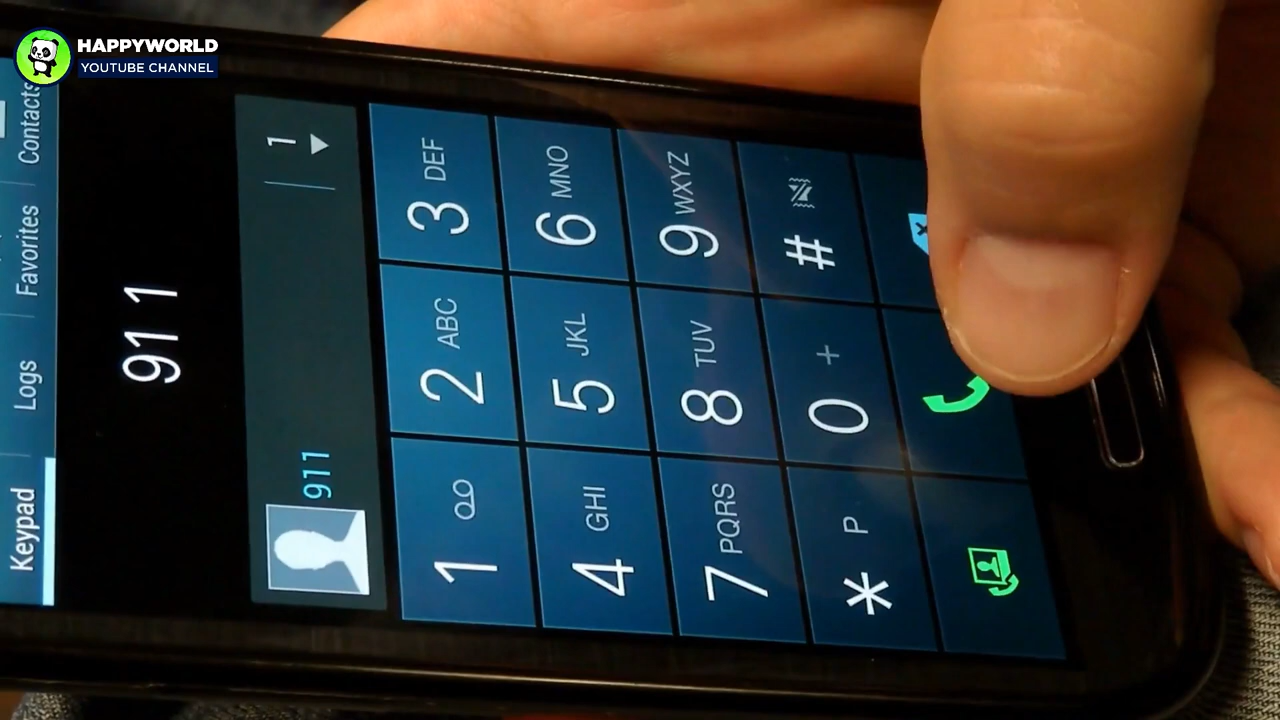 HAPPYWORLD
YOUTUBE CHANNEL
Keypad
Logs
Favorites
Contacts
911
911
1
1
2 ABC
3 DEF
4 GHI
5 JKL
6 MNO
7 PQRS
8 TUV
9 WXYZ
* P
0 +
#